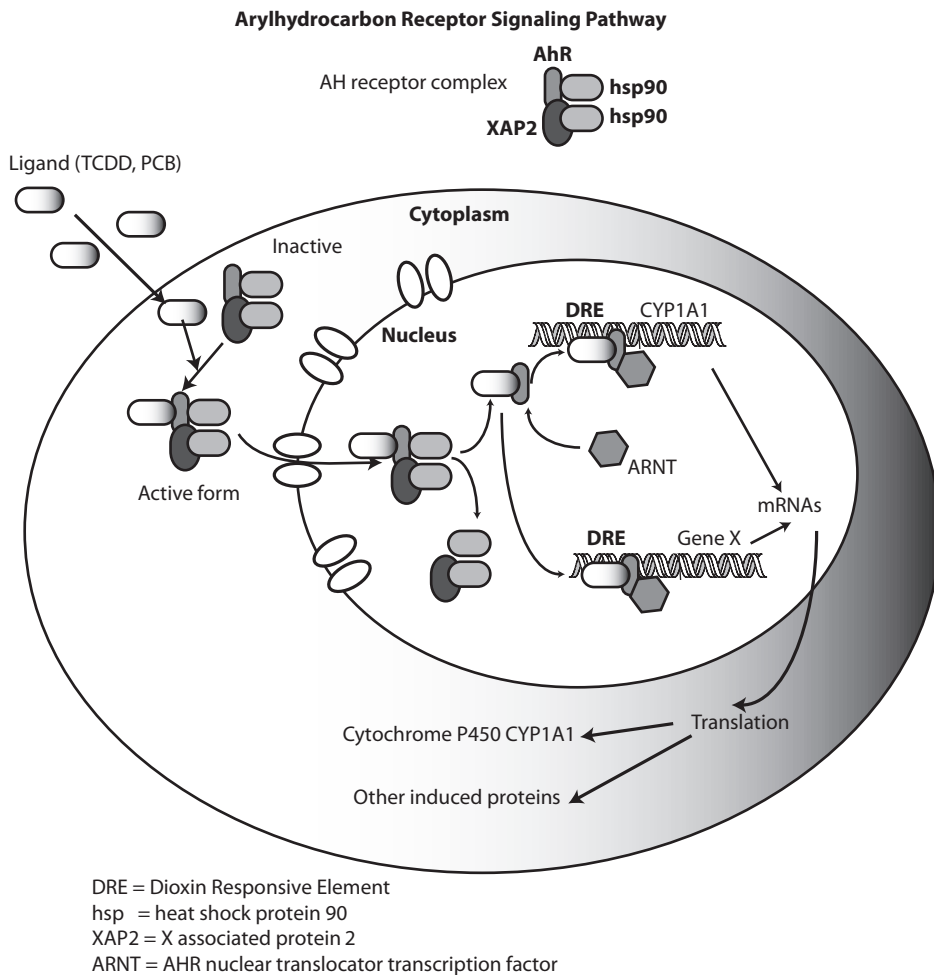 Arylhydrocarbon Receptor Signaling Pathway
AhR
AH receptor complex
hsp90
hsp90
XAP2
Ligand (TCDD, PCB)
Cytoplasm
Inactive
DRE
CYP1A1
Nucleus
ARNT
Active form
mRNAs
DRE
Gene X
Translation
Cytochrome P450 CYP1A1
Other induced proteins
DRE = Dioxin Responsive Element
hsp = heat shock protein 90
XAP2 = X associated protein 2
ARNT = AHR nuclear translocator transcription factor